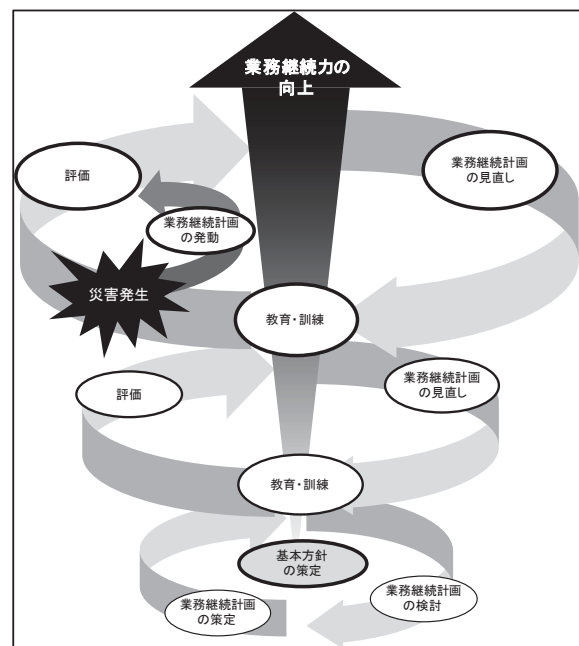 業務継続力の
向上
評価
業務継続計画
の見直し
業務継続計画
の発動
災害発生
教育・訓練
評価
業務継続計画
の見直し
教育・訓練
基本方針
の策定
業務継続計画
の策定
業務継続計画
の検討